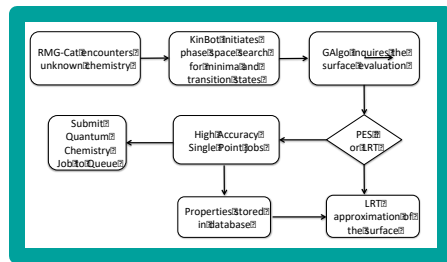 RMG-Cat encounters
unknown chemistry
KinBot Initiates
phase space search
for minima and
transition states
GAlgo Inquires the
surface evaluation
Submit
Quantum
Chemistry
Job to Queue
High Accuracy
Single Point Jobs
PES
or LRT
Properties stored
in database
LRT
approximation of
the surface